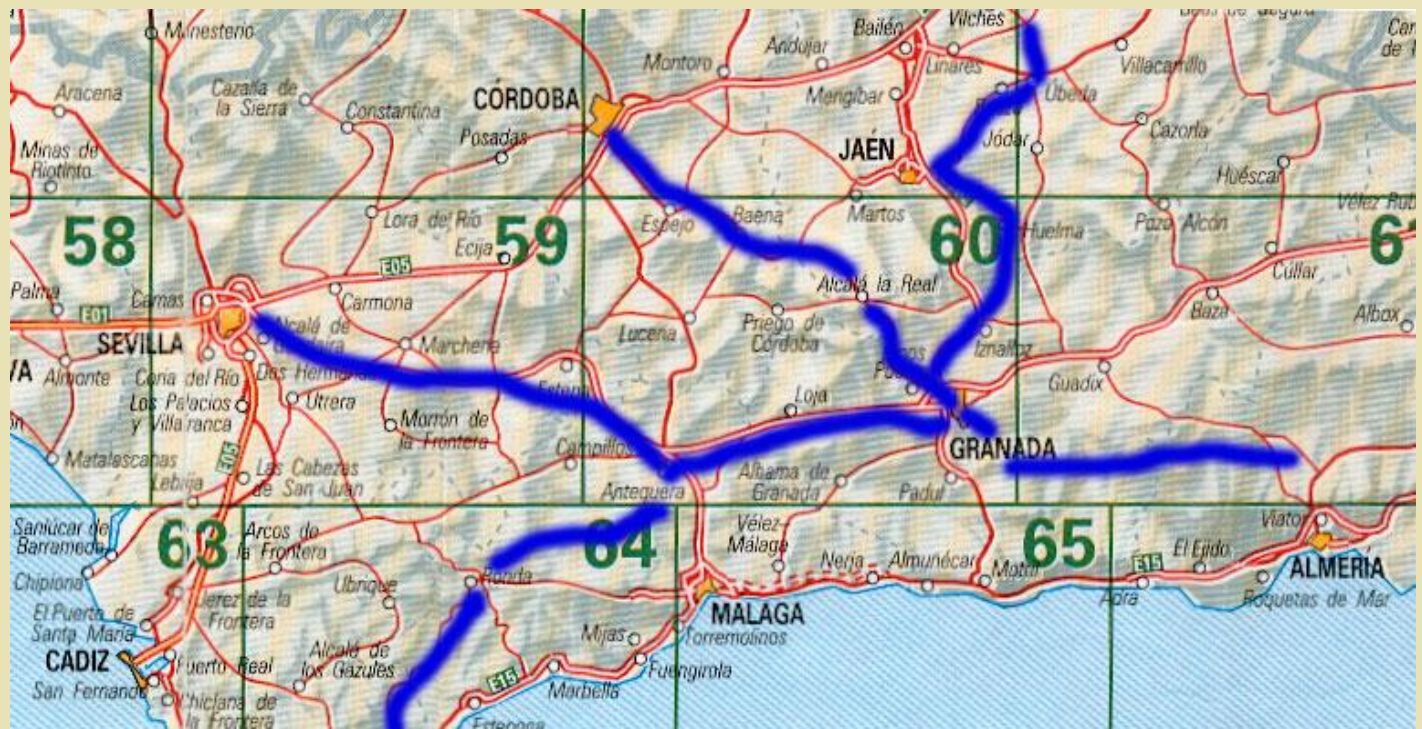 Vilches
Monesterio
Bailén
Andujar
Montoro
Linares
Villacarrillo
Aracena
Cazalla de
la Sierra
Constantina
CÓRDOBA
Mengíbar
Úbeda
Posadas
Minas de
Riotinto
JAÉN
Jódar
Cazorla
Huéscar
Martos
Lora del Río
Espejo
Baena
Pozo Alcón
58
59
60
Huelma
Ecija
E05
Cúllar
Palma
Camas
Carmona
Alcalá la Real
Baza
E01
Albox
Lucena
Priego de
Córdoba
SEVILLA
Marchena
Iznalloz
Almonte
Coria del Río
Guadix
Los Palacios
y Villafranca
Utrera
Loja
Morón de
la Frontera
GRANADA
Matalascañas
E05
Campillos
Las Cabezas
de San Juan
Alhama de
Granada
Padul
Lebrija
Antequera
Sanlucar de
Barrameda
63
Arcos de
la Frontera
64
Vélez-
Málaga
65
Viator
Nerja
Almuñécar
El Ejido
Chipiona
Ubrique
Ronda
Motril
E15
ALMERÍA
Jerez de la
Frontera
Adra
Roquetas de Mar
El Puerto de
Santa María
MALAGA
Mijas
Torremolinos
CÁDIZ
Puerto Real
Alcalá de
los Gazules
Fuengirola
San Fernando
E15
Marbella
Chiclana de
la Frontera
Estepona